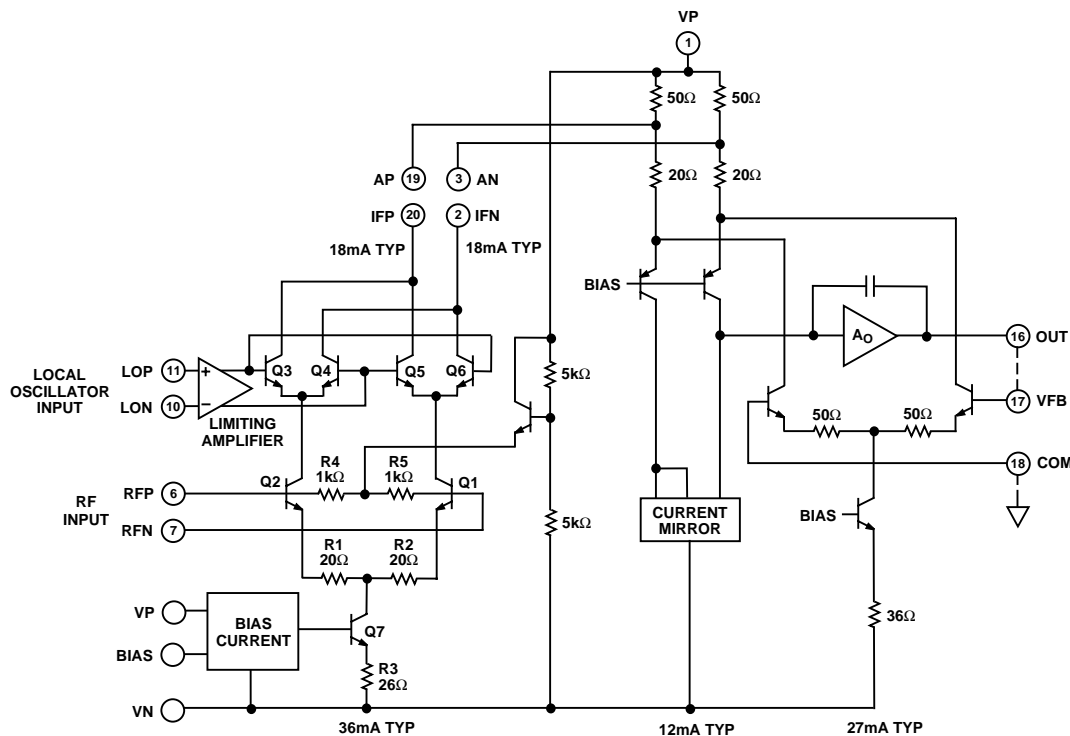 VP
1
50Ω
50Ω
AP 19
3 AN
20Ω
20Ω
IFP 20
2 IFN
18mA TYP
18mA TYP
BIAS
LOP 11
+
Q3
Q4
Q5
Q6
AO
16 OUT
LOCAL
OSCILLATOR
INPUT
5kΩ
LON 10
–
17 VFB
LIMITING
AMPLIFIER
50Ω
50Ω
R4
1kΩ
R5
1kΩ
18 COM
RFP 6
Q2
Q1
RF
INPUT
CURRENT
MIRROR
BIAS
RFN 7
5kΩ
R1
20Ω
R2
20Ω
36Ω
VP
BIAS
CURRENT
Q7
BIAS
R3
26Ω
VN
36mA TYP
12mA TYP
27mA TYP